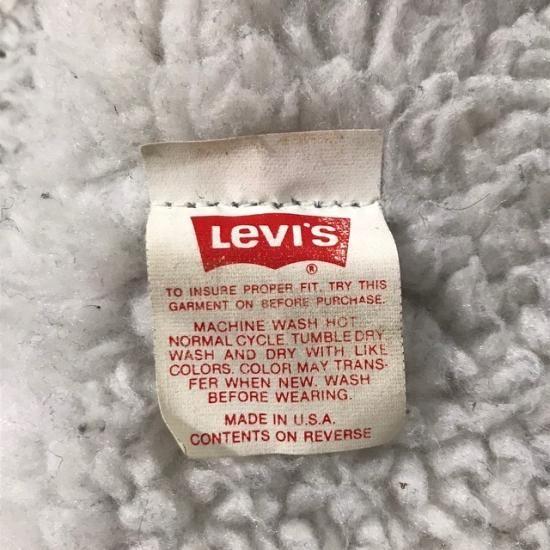 Levi's
®
TO INSURE PROPER FIT, TRY THIS
GARMENT ON BEFORE PURCHASE.
MACHINE WASH HOT
NORMAL CYCLE. TUMBLE DRY
WASH AND DRY WITH LIKE
COLORS. COLOR MAY TRANS-
FER WHEN NEW. WASH
BEFORE WEARING.
MADE IN U.S.A.
CONTENTS ON REVERSE